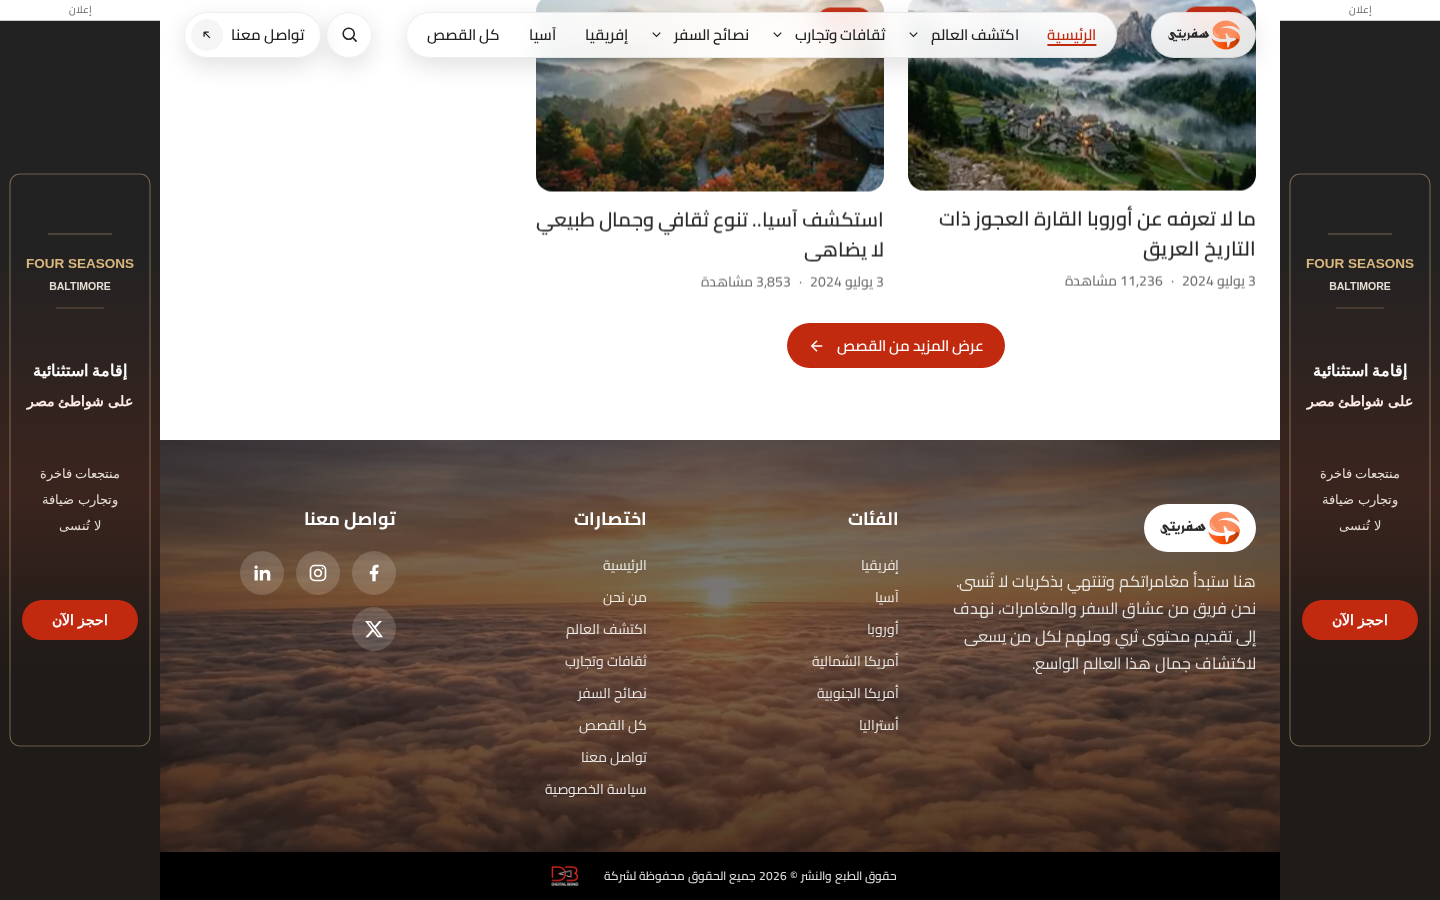 إعلان
إعلان
سفريتي
الرئيسية
اكتشف العالم
ثقافات وتجارب
نصائح السفر
إفريقيا
آسيا
كل القصص
تواصل معنا
ما لا تعرفه عن أوروبا القارة العجوز ذات
التاريخ العريق
3 يوليو 2024 · 11,236 مشاهدة
استكشف آسيا.. تنوع ثقافي وجمال طبيعي
لا يضاهى
3 يوليو 2024 · 3,853 مشاهدة
عرض المزيد من القصص
FOUR SEASONS
BALTIMORE
إقامة استثنائية
على شواطئ مصر
منتجعات فاخرة
وتجارب ضيافة
لا تُنسى
احجز الآن
سفريتي
هنا ستبدأ مغامراتكم وتنتهي بذكريات لا تُنسى.
نحن فريق من عشاق السفر والمغامرات، نهدف
إلى تقديم محتوى ثري وملهم لكل من يسعى
لاكتشاف جمال هذا العالم الواسع.
الفئات
إفريقيا
آسيا
أوروبا
أمريكا الشمالية
أمريكا الجنوبية
أستراليا
اختصارات
الرئيسية
من نحن
اكتشف العالم
ثقافات وتجارب
نصائح السفر
كل القصص
تواصل معنا
سياسة الخصوصية
تواصل معنا
FOUR SEASONS
BALTIMORE
إقامة استثنائية
على شواطئ مصر
منتجعات فاخرة
وتجارب ضيافة
لا تُنسى
احجز الآن
حقوق الطبع والنشر © 2026 جميع الحقوق محفوظة لشركة
DIGITAL BOND